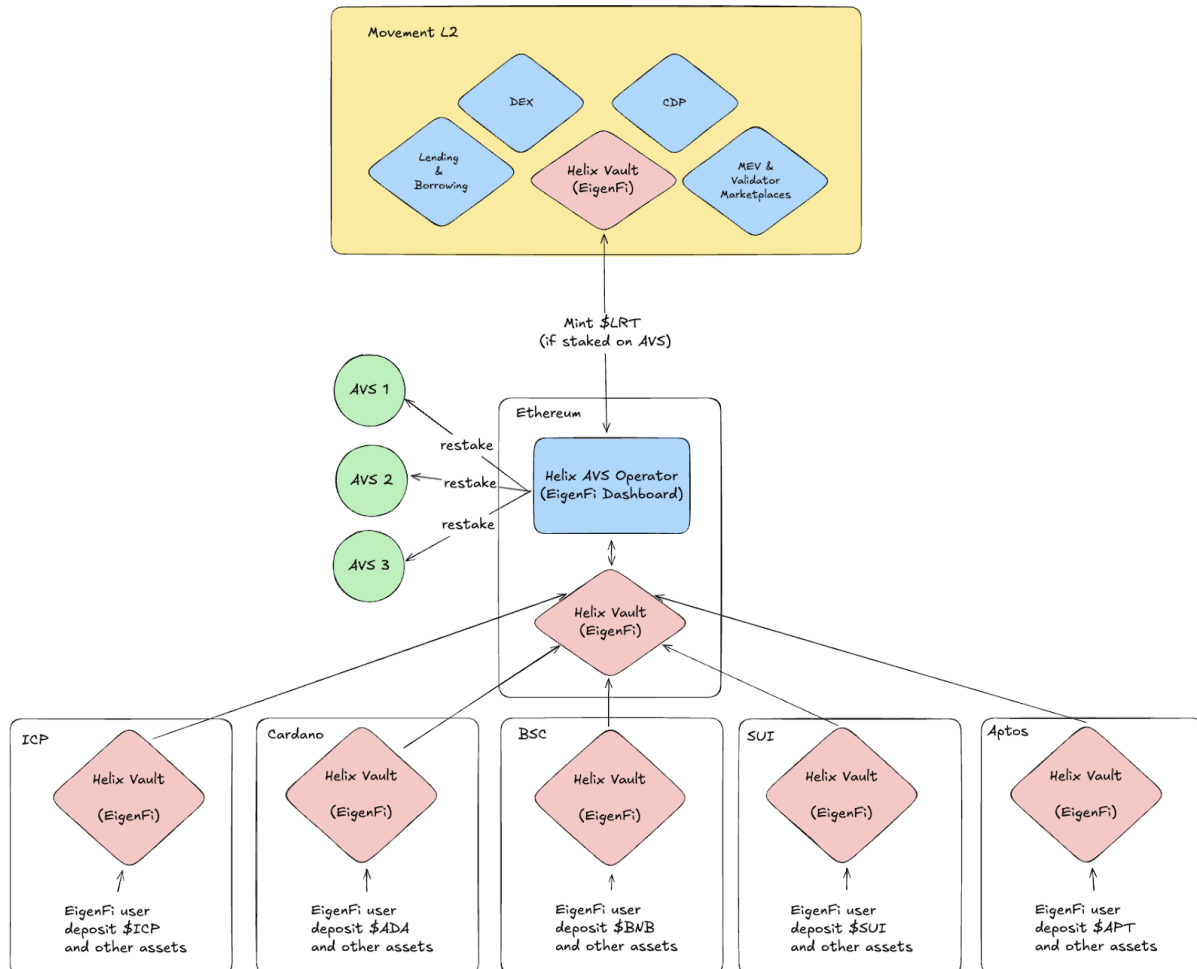 Movement L2
DEX
CDP
Lending
&
Borrowing
Helix Vault
(EigenFi)
MEV &
Validator
Marketplaces
Mint $LRT
(if staked on AVS)
AVS 1
restake
AVS 2
restake
AVS 3
restake
Ethereum
Helix AVS Operator
(EigenFi Dashboard)
Helix Vault
(EigenFi)
ICP
Helix Vault
(EigenFi)
EigenFi user
deposit $ICP
and other assets
Cardano
Helix Vault
(EigenFi)
EigenFi user
deposit $ADA
and other assets
BSC
Helix Vault
(EigenFi)
EigenFi user
deposit $BNB
and other assets
SUI
Helix Vault
(EigenFi)
EigenFi user
deposit $SUI
and other assets
Aptos
Helix Vault
(EigenFi)
EigenFi user
deposit $APT
and other assets